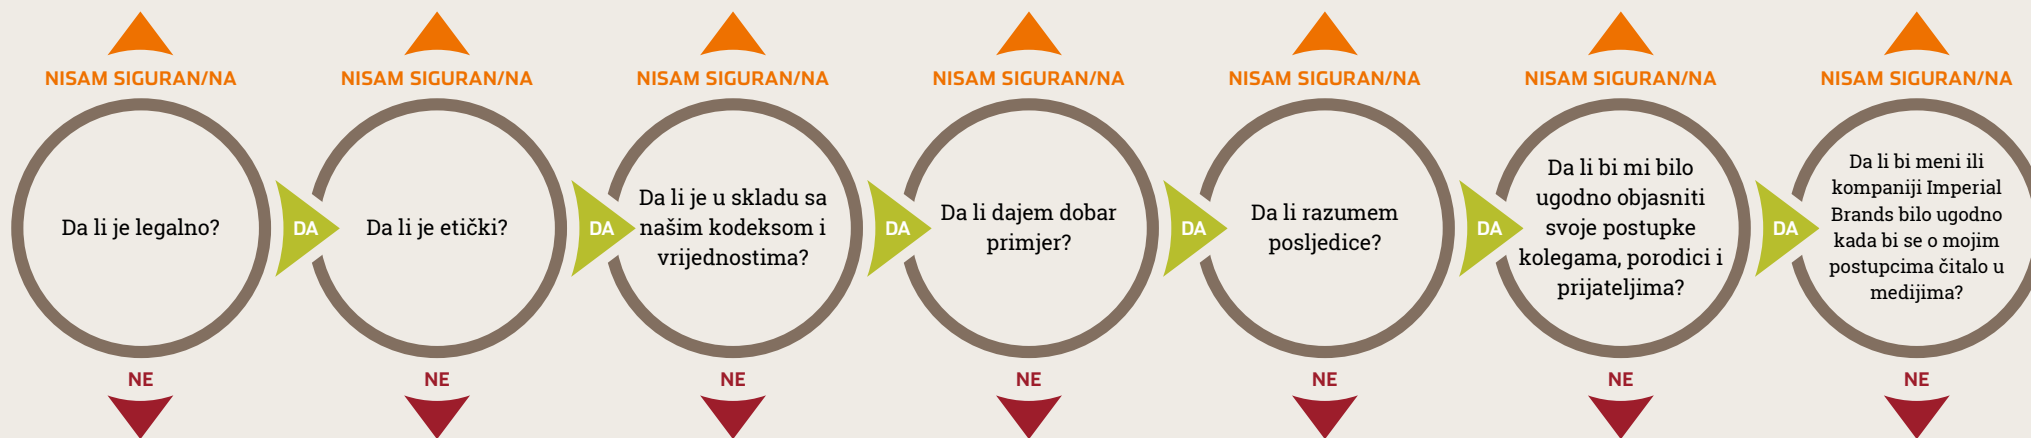 NISAM SIGURAN/NA
NISAM SIGURAN/NA
NISAM SIGURAN/NA
NISAM SIGURAN/NA
NISAM SIGURAN/NA
NISAM SIGURAN/NA
NISAM SIGURAN/NA
Da li je legalno?
DA
Da li je etički?
DA
Da li je u skladu sa
našim kodeksom i
vrijednostima?
DA
Da li dajem dobar
primjer?
DA
Da li razumem
posljedice?
DA
Da li bi mi bilo
ugodno objasniti
svoje postupke
kolegama, porodici i
prijateljima?
DA
Da li bi meni ili
kompaniji Imperial
Brands bilo ugodno
kada bi se o mojim
postupcima čitalo u
medijima?
NE
NE
NE
NE
NE
NE
NE